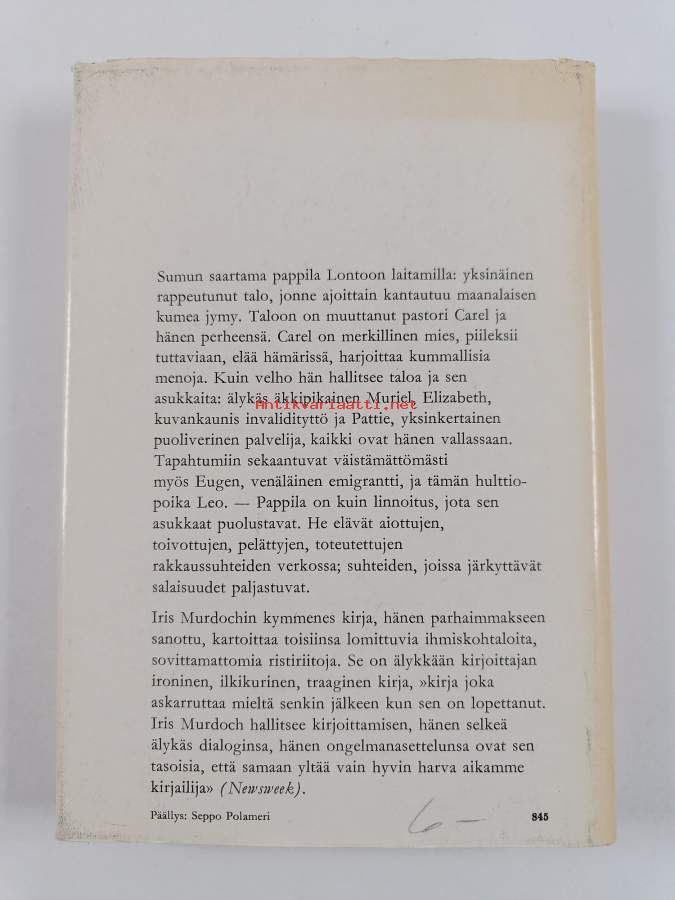 Sumun saartama pappila Lontoon laitamilla: yksinäinen
rappeutunut talo, jonne ajoittain kantautuu maanalaisen
kumea jymy. Taloon on muuttanut pastori Carel ja
hänen perheensä. Carel on merkillinen mies, piileksii
tuttaviaan, elää hämärissä, harjoittaa kummallisia
menoja. Kuin velho hän hallitsee taloa ja sen
asukkaita: älykäs äkkipikainen Muriel, Elizabeth,
Antikvariaatti.net
kuvankaunis invalidityttö ja Pattie, yksinkertainen
puoliverinen palvelija, kaikki ovat hänen vallassaan.
Tapahtumiin sekaantuvat väistämättömästi
myös Eugen, venäläinen emigrantti, ja tämän hulttio-
poika Leo. — Pappila on kuin linnoitus, jota sen
asukkaat puolustavat. He elävät aiottujen,
toivottujen, pelättyjen, toteutettujen
rakkaussuhteiden verkossa; suhteiden, joissa järkyttävät
salaisuudet paljastuvat.
Iris Murdochin kymmenes kirja, hänen parhaimmakseen
sanottu, kartoittaa toisiinsa lomittuvia ihmiskohtaloita,
sovittamattomia ristiriitoja. Se on älykkään kirjoittajan
ironinen, ilkikurinen, traaginen kirja, »kirja joka
askarruttaa mieltä senkin jälkeen kun sen on lopettanut.
Iris Murdoch hallitsee kirjoittamisen, hänen selkeä
älykäs dialoginsa, hänen ongelmanasettelunsa ovat sen
tasoisia, että samaan yltää vain hyvin harva aikamme
kirjailija» (Newsweek).
Päällys: Seppo Polameri
6–
845